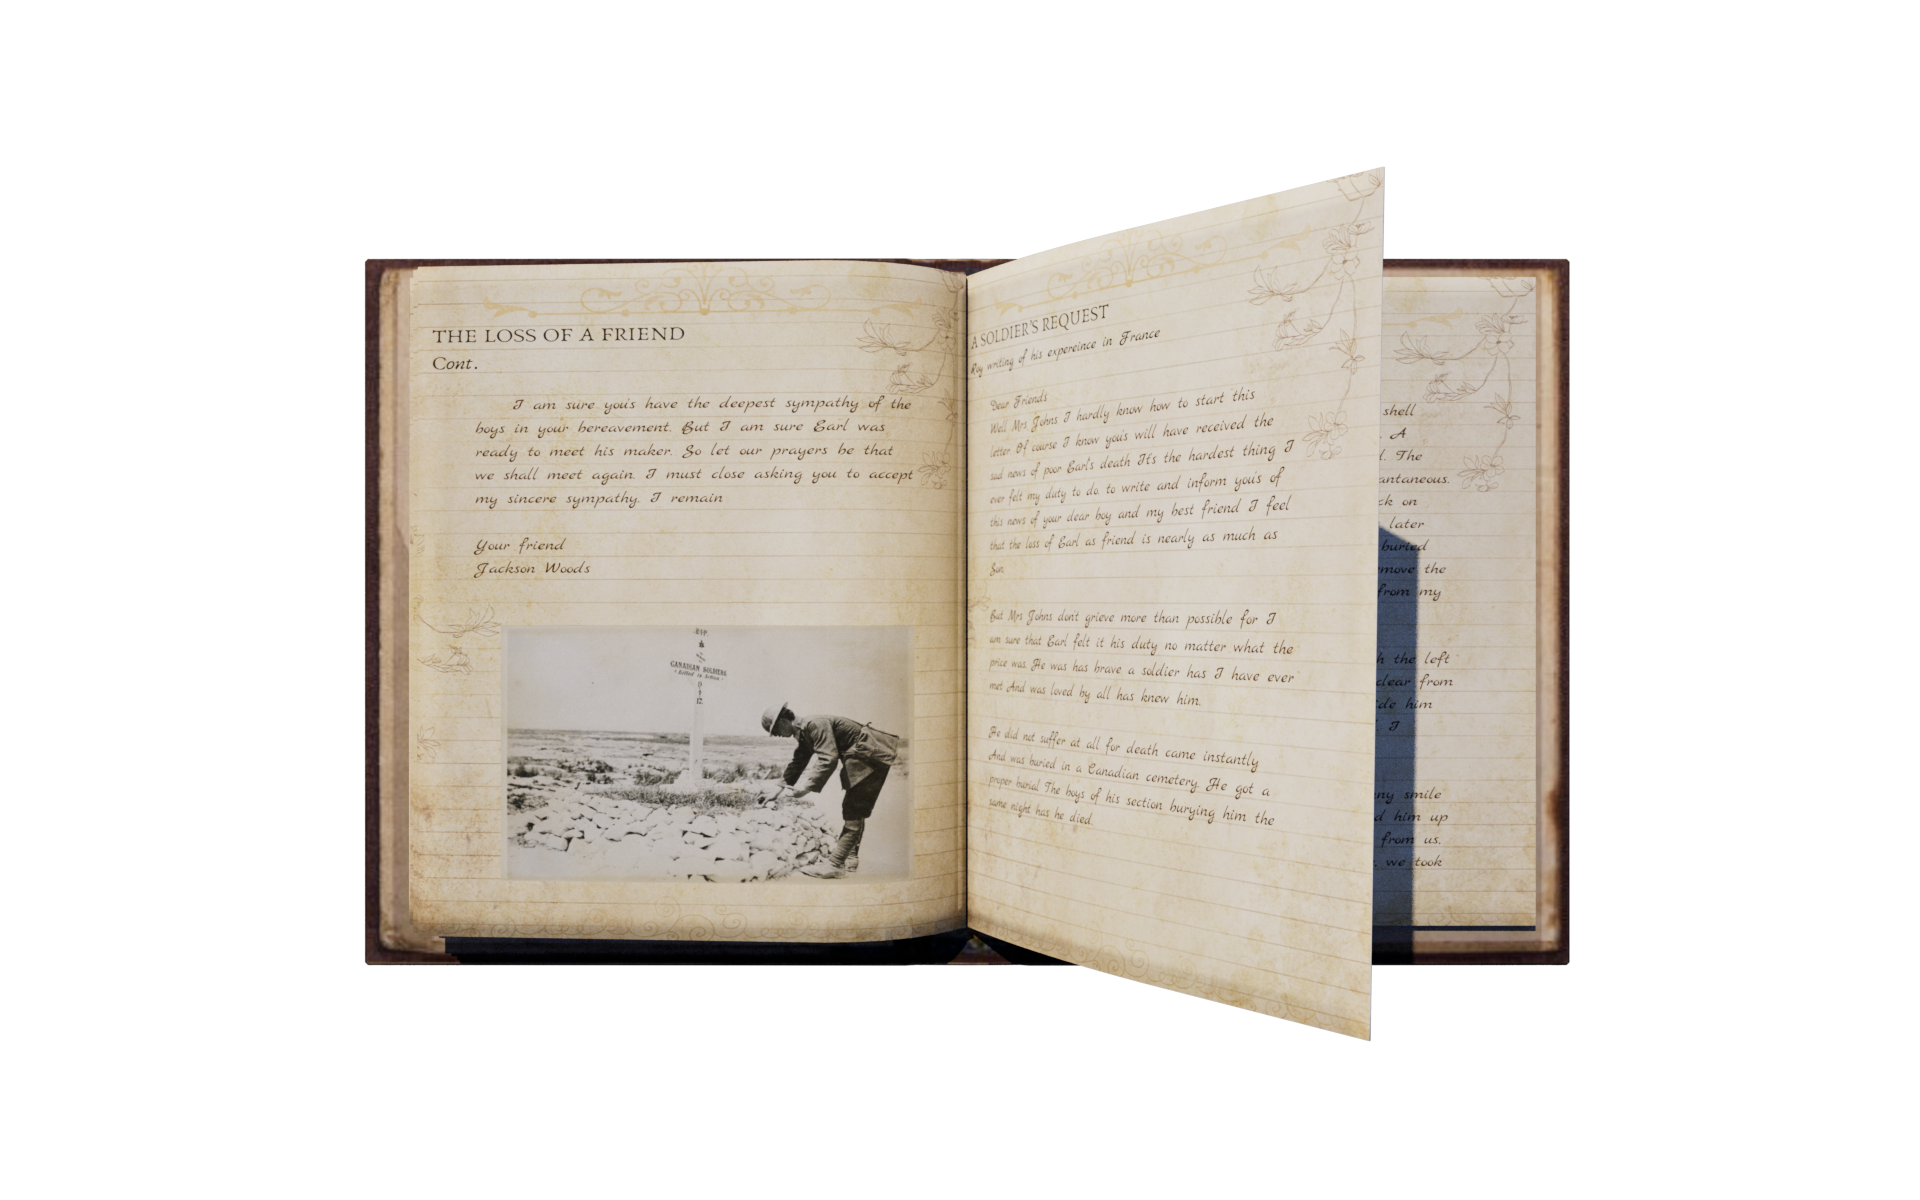 THE LOSS OF A FRIEND
Cont.
I am sure yous have the deepest sympathy of the
boys in your bereavement. But I am sure Earl was
ready to meet his maker. So let our prayers be that
we shall meet again. I must close asking you to accept
my sincere sympathy. I remain
Your friend
Jackson Woods
R.I.P.
CANADIAN SOLDIERS
Killed in Action
9
4
17.
A SOLDIER'S REQUEST
Roy writing of his expereince in France
Dear Friends
Well Mrs Johns I hardly know how to start this
letter. Of course I know yous will have received the
sad news of poor Earl's death It's the hardest thing I
ever felt my duty to do. to write and inform yous of
this news of your dear boy and my best friend I feel
that the loss of Earl as friend is nearly as much as
Son.
But Mrs Johns dont grieve more than possible for I
am sure that Earl felt it his duty no matter what the
price was. He was has brave a soldier has I have ever
met And was loved by all has knew him.
He did not suffer at all for death came instantly
And was buried in a Canadian cemetery. He got a
proper burial The boys of his section burying him the
same night has he died.
shell
. A
. The
on
later
buried
the
from my
the left
clear from
him
I
smile
him up
from us.
. we took